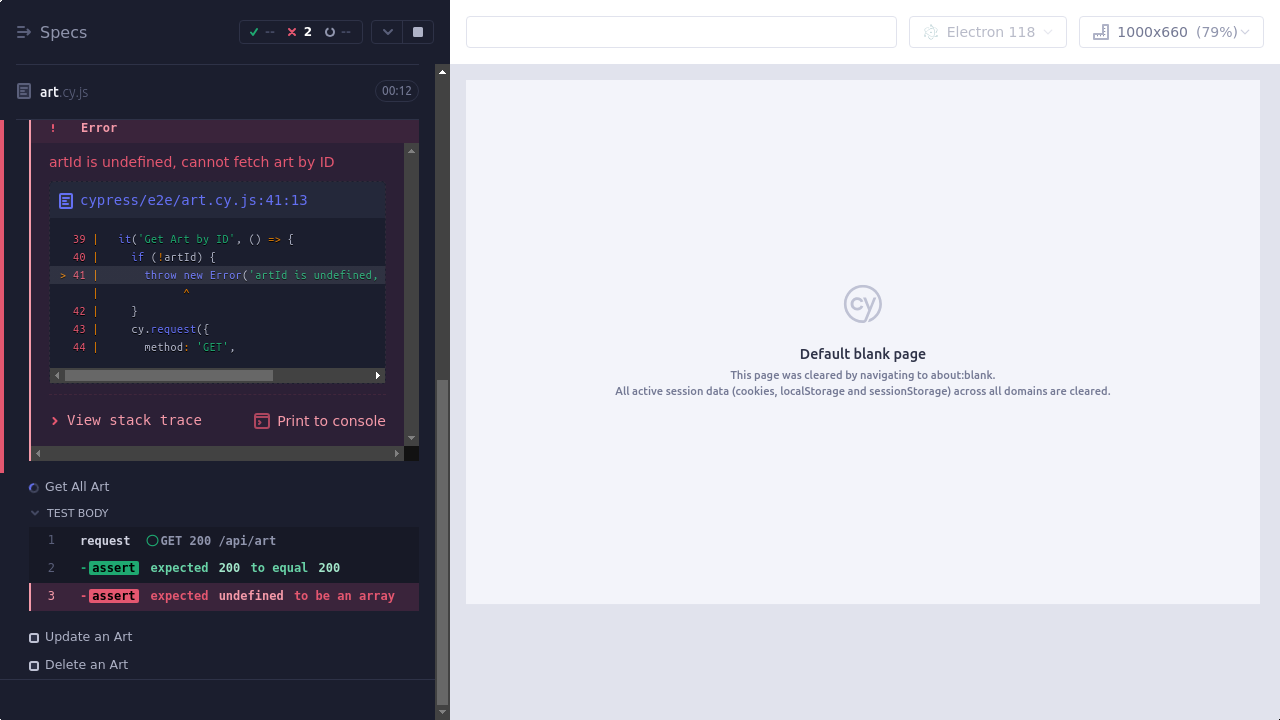 Specs
-- 2 --
Electron 118
1000x660 (79%)
art.cy.js
00:12
! Error
artId is undefined, cannot fetch art by ID
cypress/e2e/art.cy.js:41:13
39 | it('Get Art by ID', () => {
40 | if (!artId) {
> 41 | throw new Error('artId is undefined,
| ^
42 | }
43 | cy.request({
44 | method: 'GET',
View stack trace
Print to console
Get All Art
TEST BODY
1 request GET 200 /api/art
2 -assert expected 200 to equal 200
3 -assert expected undefined to be an array
Update an Art
Delete an Art
cy
Default blank page
This page was cleared by navigating to about:blank.
All active session data (cookies, localStorage and sessionStorage) across all domains are cleared.